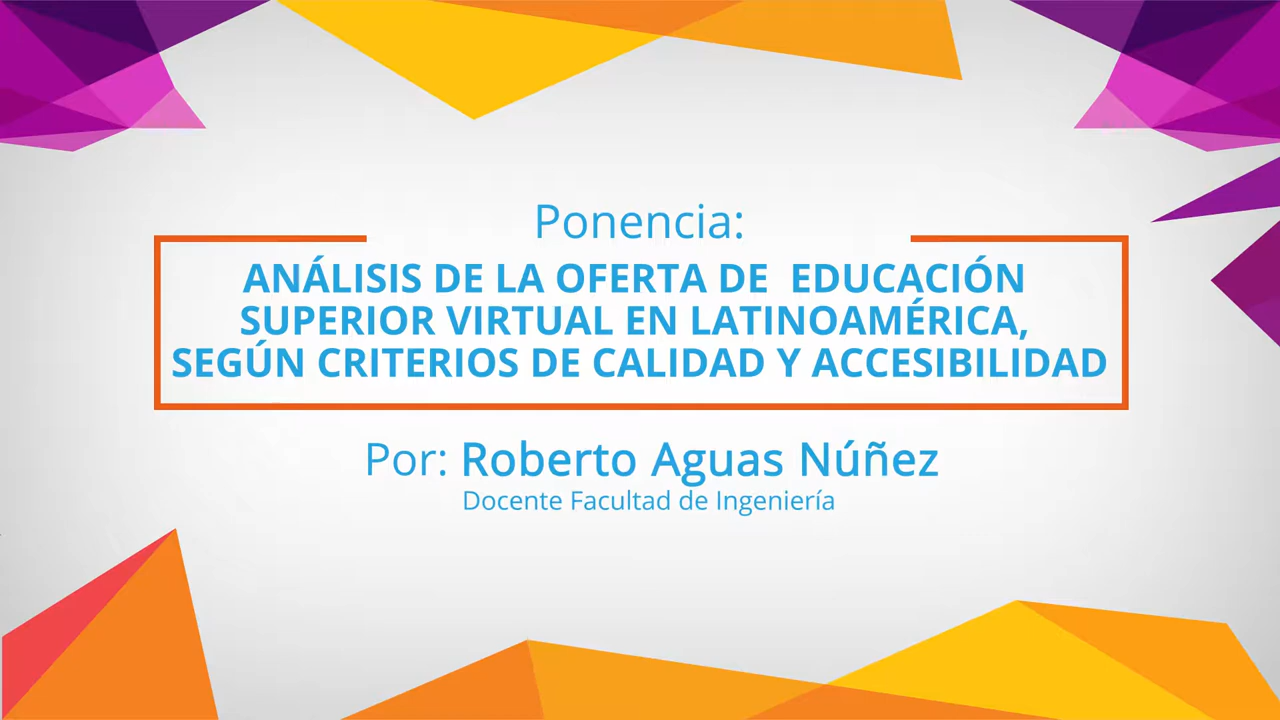 Ponencia:
ANÁLISIS DE LA OFERTA DE EDUCACIÓN
SUPERIOR VIRTUAL EN LATINOAMÉRICA,
SEGÚN CRITERIOS DE CALIDAD Y ACCESIBILIDAD
Por: Roberto Aguas Núñez
Docente Facultad de Ingeniería